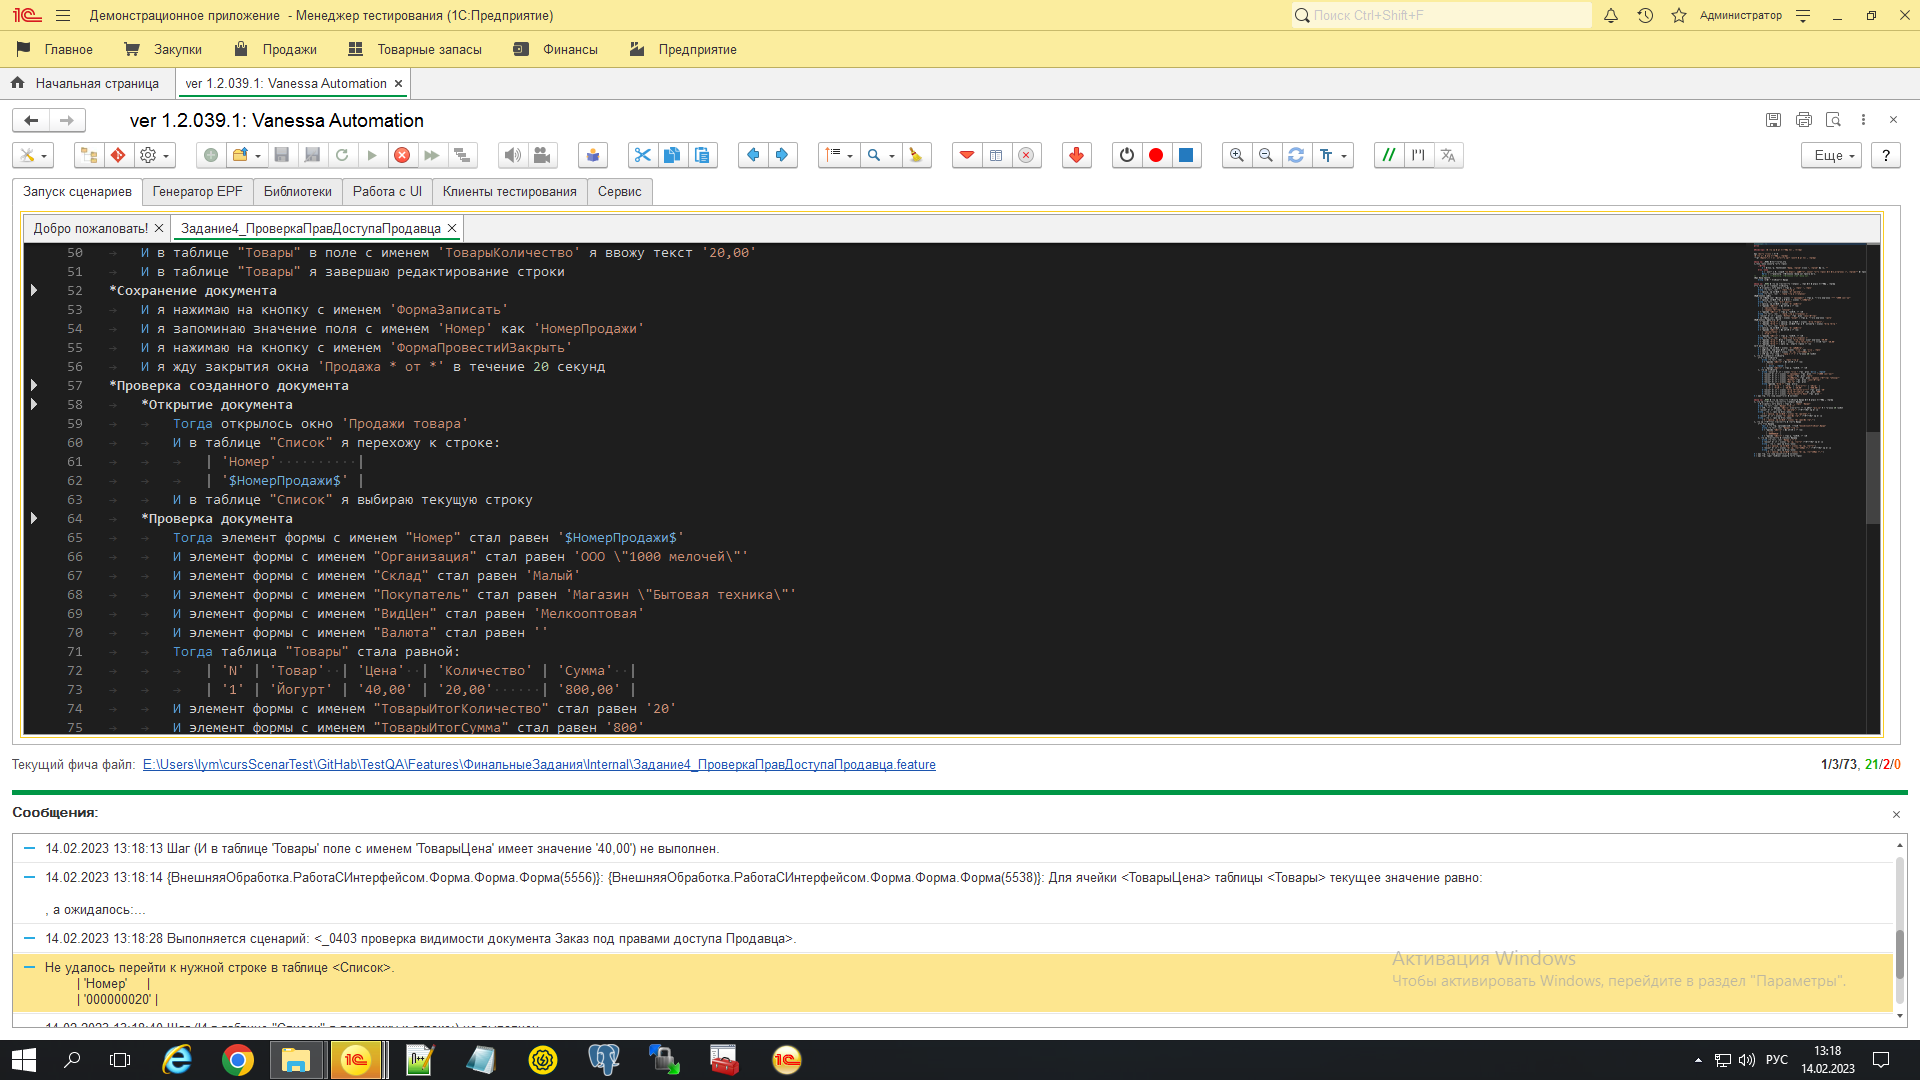 Демонстрационное приложение - Менеджер тестирования (1С:Предприятие)
Поиск Ctrl+Shift+F
Администратор
Главное
Закупки
Продажи
Товарные запасы
Финансы
Предприятие
Начальная страница
ver 1.2.039.1: Vanessa Automation
ver 1.2.039.1: Vanessa Automation
Еще
?
Запуск сценариев
Генератор EPF
Библиотеки
Работа с UI
Клиенты тестирования
Сервис
Добро пожаловать!
Задание4_ПроверкаПравДоступаПродавца
50 И в таблице "Товары" в поле с именем 'ТоварыКоличество' я ввожу текст '20,00'
51 И в таблице "Товары" я завершаю редактирование строки
52 *Сохранение документа
53 И я нажимаю на кнопку с именем 'ФормаЗаписать'
54 И я запоминаю значение поля с именем 'Номер' как 'НомерПродажи'
55 И я нажимаю на кнопку с именем 'ФормаПровестиИЗакрыть'
56 И я жду закрытия окна 'Продажа * от *' в течение 20 секунд
57 *Проверка созданного документа
58 *Открытие документа
59 Тогда открылось окно 'Продажи товара'
60 И в таблице "Список" я перехожу к строке:
61 | 'Номер'          |
62 | '$НомерПродажи$' |
63 И в таблице "Список" я выбираю текущую строку
64 *Проверка документа
65 Тогда элемент формы с именем "Номер" стал равен '$НомерПродажи$'
66 И элемент формы с именем "Организация" стал равен 'ООО \"1000 мелочей\"'
67 И элемент формы с именем "Склад" стал равен 'Малый'
68 И элемент формы с именем "Покупатель" стал равен 'Магазин \"Бытовая техника\"'
69 И элемент формы с именем "ВидЦен" стал равен 'Мелкооптовая'
70 И элемент формы с именем "Валюта" стал равен ''
71 Тогда таблица "Товары" стала равной:
72 | 'N' | 'Товар'  | 'Цена'  | 'Количество' | 'Сумма'  |
73 | '1' | 'Йогурт' | '40,00' | '20,00'      | '800,00' |
74 И элемент формы с именем "ТоварыИтогКоличество" стал равен '20'
75 И элемент формы с именем "ТоварыИтогСумма" стал равен '800'
Текущий фича файл: E:\Users\lym\cursScenarTest\GitHab\TestQA\Features\ФинальныеЗадания\Internal\Задание4_ПроверкаПравДоступаПродавца.feature
1/3/73, 21/2/0
Сообщения:
14.02.2023 13:18:13 Шаг (И в таблице 'Товары' поле с именем 'ТоварыЦена' имеет значение '40,00') не выполнен.
14.02.2023 13:18:14 {ВнешняяОбработка.РаботаСИнтерфейсом.Форма.Форма.Форма(5556)}: {ВнешняяОбработка.РаботаСИнтерфейсом.Форма.Форма.Форма(5538)}: Для ячейки <ТоварыЦена> таблицы <Товары> текущее значение равно:
, а ожидалось:...
14.02.2023 13:18:28 Выполняется сценарий: <_0403 проверка видимости документа Заказ под правами доступа Продавца>.
Не удалось перейти к нужной строке в таблице <Список>.
| 'Номер'     |
| '000000020' |
14.02.2023 13:18:40 Шаг (И в таблице "Список" я перехожу к строке:) не выполнен.
Активация Windows
Чтобы активировать Windows, перейдите в раздел "Параметры".
РУС
13:18
14.02.2023